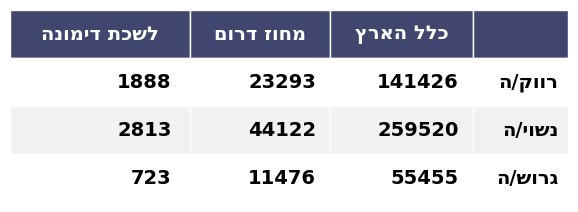 כלל הארץ מחוז דרום לשכת דימונה
רווק/ה 141426 23293 1888
נשוי/ה 259520 44122 2813
גרוש/ה 55455 11476 723